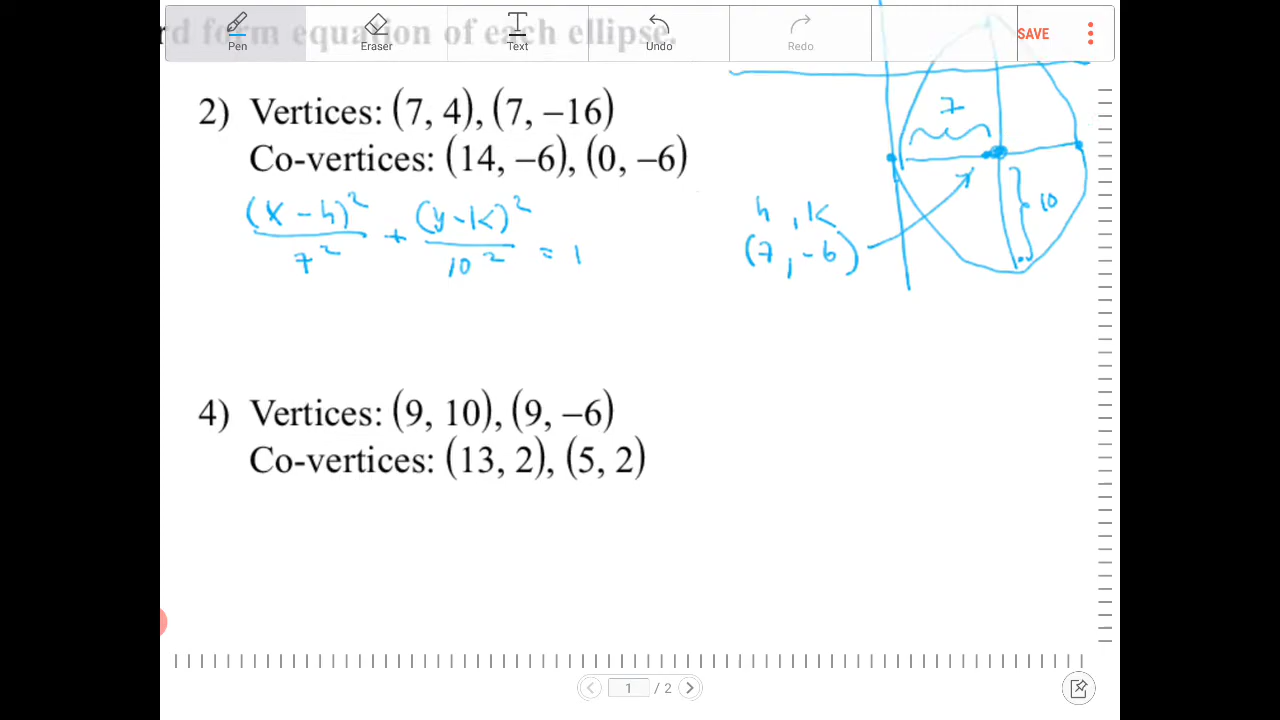 rd form equation of each ellipse.
Pen
Eraser
Text
Undo
Redo
SAVE
2) Vertices: (7, 4), (7, −16)
Co-vertices: (14, −6), (0, −6)
(x - h)² / 7² + (y - k)² / 10² = 1
h , k
(7, -6)
7
10
4) Vertices: (9, 10), (9, −6)
Co-vertices: (13, 2), (5, 2)
1 / 2